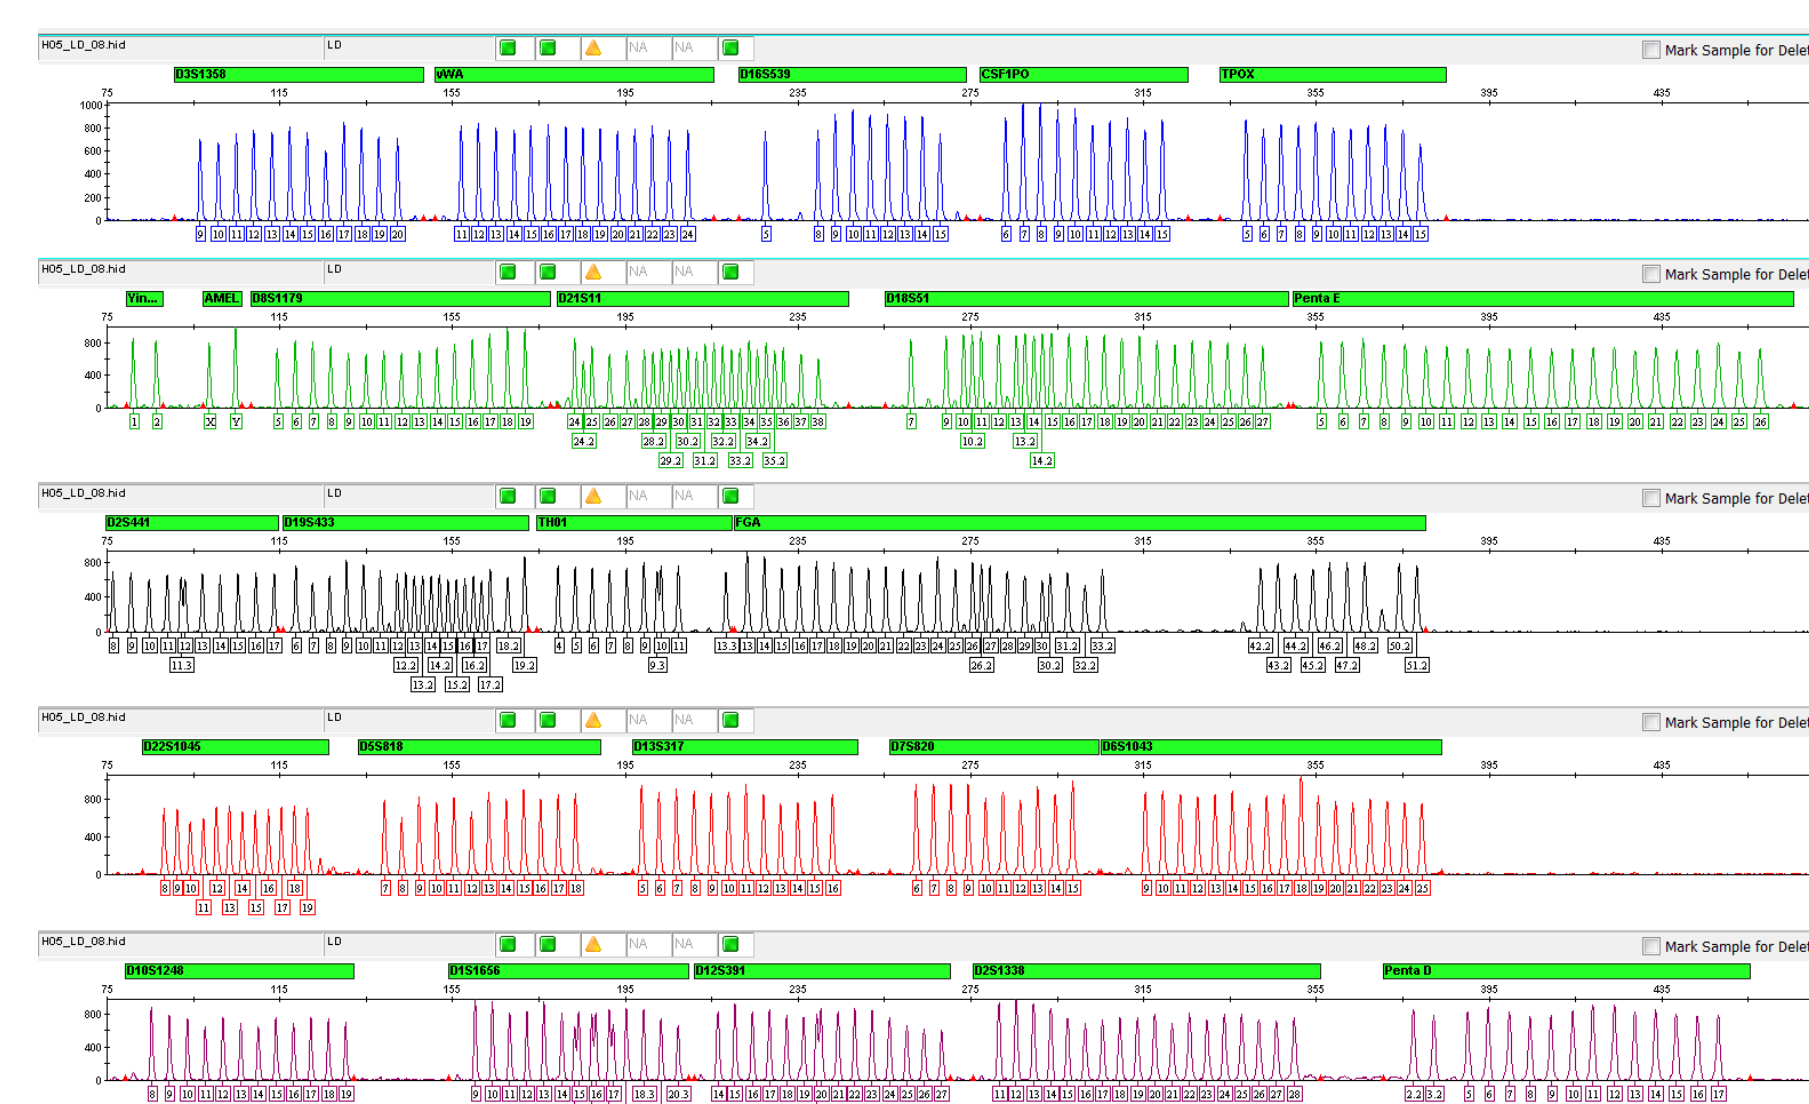 H05_LD_08.hid LD NA NA Mark Sample for Delet
D3S1358 vWA D16S539 CSF1PO TPOX
75 115 155 195 235 275 315 355 395 435
1000
800
600
400
200
0
9 10 11 12 13 14 15 16 17 18 19 20 11 12 13 14 15 16 17 18 19 20 21 22 23 24 5 8 9 10 11 12 13 14 15 6 7 8 9 10 11 12 13 14 15 5 6 7 8 9 10 11 12 13 14 15
H05_LD_08.hid LD NA NA Mark Sample for Delet
Yin... AMEL D8S1179 D21S11 D18S51 Penta E
75 115 155 195 235 275 315 355 395 435
800
400
0
1 2 X Y 5 6 7 8 9 10 11 12 13 14 15 16 17 18 19 24 25 26 27 28 29 30 31 32 33 34 35 36 37 38 7 9 10 11 12 13 14 15 16 17 18 19 20 21 22 23 24 25 26 27 5 6 7 8 9 10 11 12 13 14 15 16 17 18 19 20 21 22 23 24 25 26
24.2 28.2 30.2 32.2 34.2 10.2 13.2
29.2 31.2 33.2 35.2 14.2
H05_LD_08.hid LD NA NA Mark Sample for Delet
D2S441 D19S433 TH01 FGA
75 115 155 195 235 275 315 355 395 435
800
400
0
8 9 10 11 12 13 14 15 16 17 6 7 8 9 10 11 12 13 14 15 16 17 18.2 4 5 6 7 8 9 10 11 13.3 13 14 15 16 17 18 19 20 21 22 23 24 25 26 27 28 29 30 31.2 33.2 42.2 44.2 46.2 48.2 50.2
11.3 12.2 14.2 16.2 19.2 9.3 26.2 30.2 32.2 43.2 45.2 47.2 51.2
13.2 15.2 17.2
H05_LD_08.hid LD NA NA Mark Sample for Delet
D22S1045 D5S818 D13S317 D7S820 D6S1043
75 115 155 195 235 275 315 355 395 435
800
400
0
8 9 10 12 14 16 18 7 8 9 10 11 12 13 14 15 16 17 18 5 6 7 8 9 10 11 12 13 14 15 16 6 7 8 9 10 11 12 13 14 15 9 10 11 12 13 14 15 16 17 18 19 20 21 22 23 24 25
11 13 15 17 19
H05_LD_08.hid LD NA NA Mark Sample for Delet
D10S1248 D1S1656 D12S391 D2S1338 Penta D
75 115 155 195 235 275 315 355 395 435
800
400
0
8 9 10 11 12 13 14 15 16 17 18 19 9 10 11 12 13 14 15 16 17 18.3 20.3 14 15 16 17 18 19 20 21 22 23 24 25 26 27 11 12 13 14 15 16 17 18 19 20 21 22 23 24 25 26 27 28 2.2 3.2 5 6 7 8 9 10 11 12 13 14 15 16 17